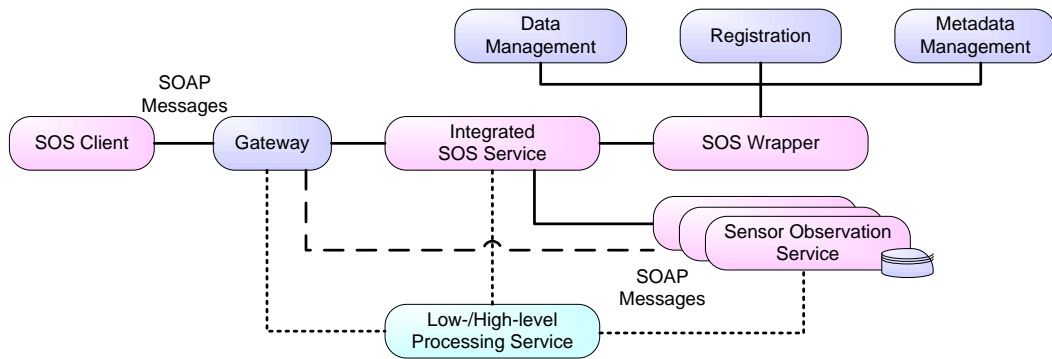 Data
Management
Registration
Metadata
Management
SOAP
Messages
SOS Client
Gateway
Integrated
SOS Service
SOS Wrapper
Sensor Observation
Service
SOAP
Messages
Low-/High-level
Processing Service